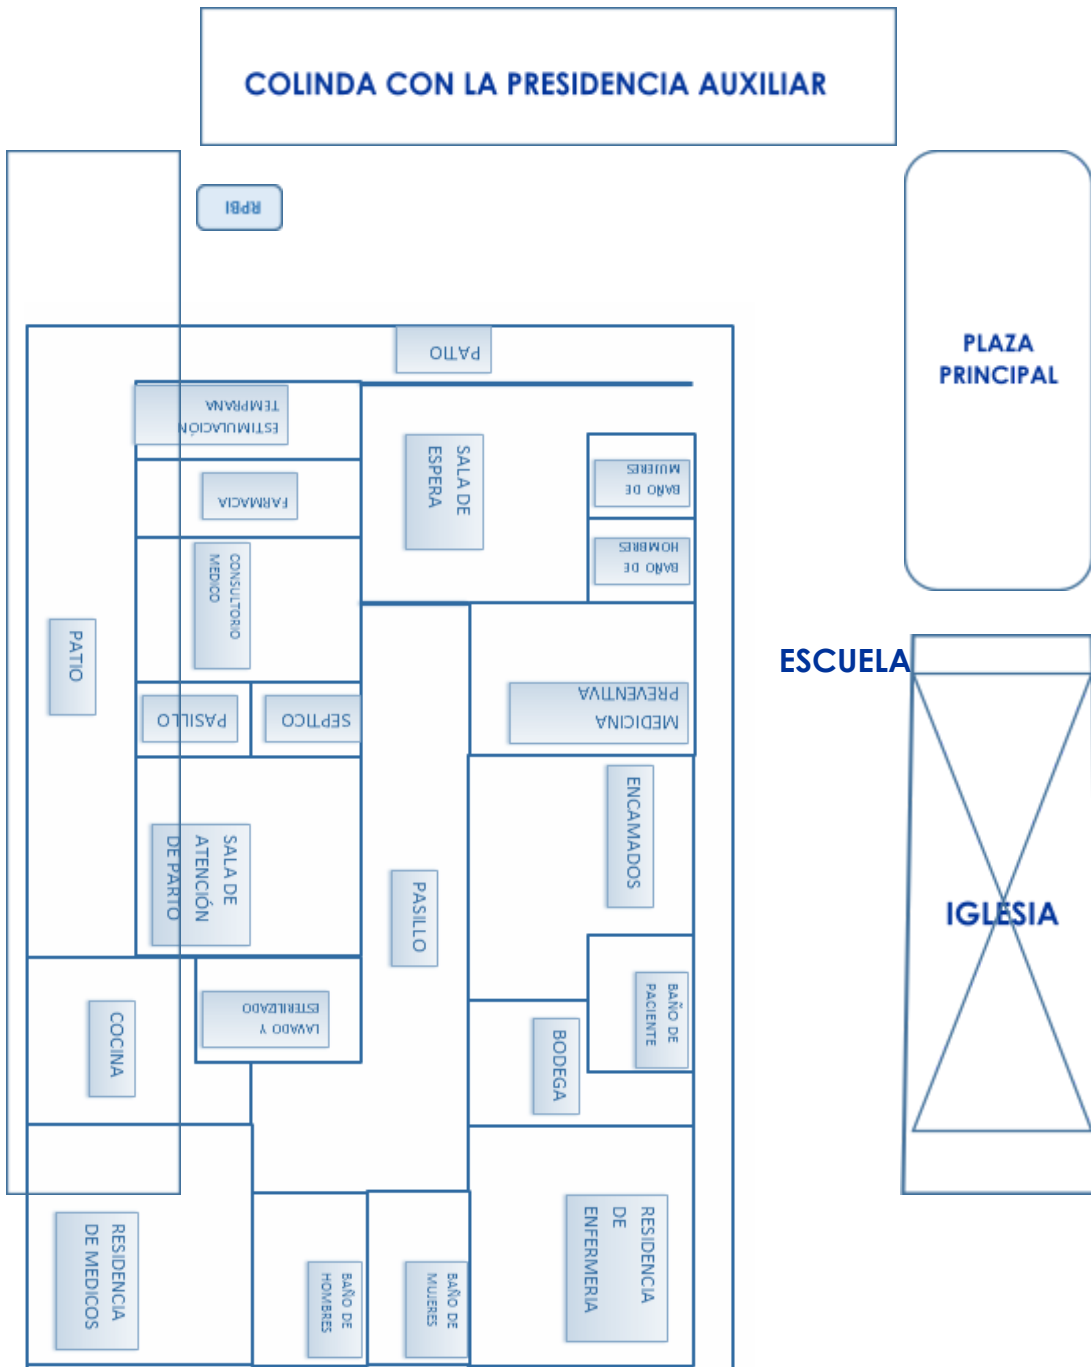 COLINDA CON LA PRESIDENCIA AUXILIAR
RPBI
PLAZA
PRINCIPAL
PATIO
ESTIMULACIÓN
TEMPRANA
SALA DE
ESPERA
BAÑO DE
MUJERES
FARMACIA
BAÑO DE
HOMBRES
CONSULTORIO
MEDICO
PATIO
ESCUELA
PASILLO
SEPTICO
MEDICINA
PREVENTIVA
ENCAMADOS
SALA DE
ATENCIÓN
DE PARTO
PASILLO
IGLESIA
BAÑO DE
PACIENTE
LAVADO Y
ESTERILIZADO
COCINA
BODEGA
RESIDENCIA
DE MEDICOS
BAÑO DE
HOMBRES
BAÑO DE
MUJERES
RESIDENCIA
DE
ENFERMERIA